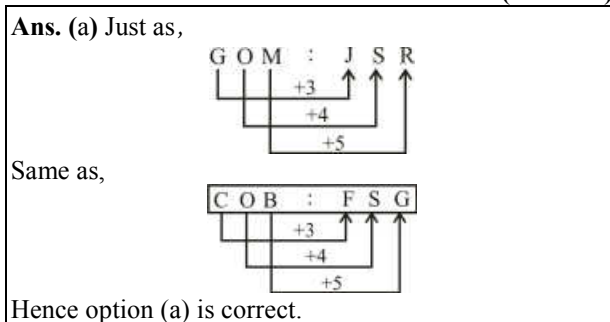 Ans. (a) Just as,
G O M : J S R
+3
+4
+5
Same as,
C O B : F S G
+3
+4
+5
Hence option (a) is correct.